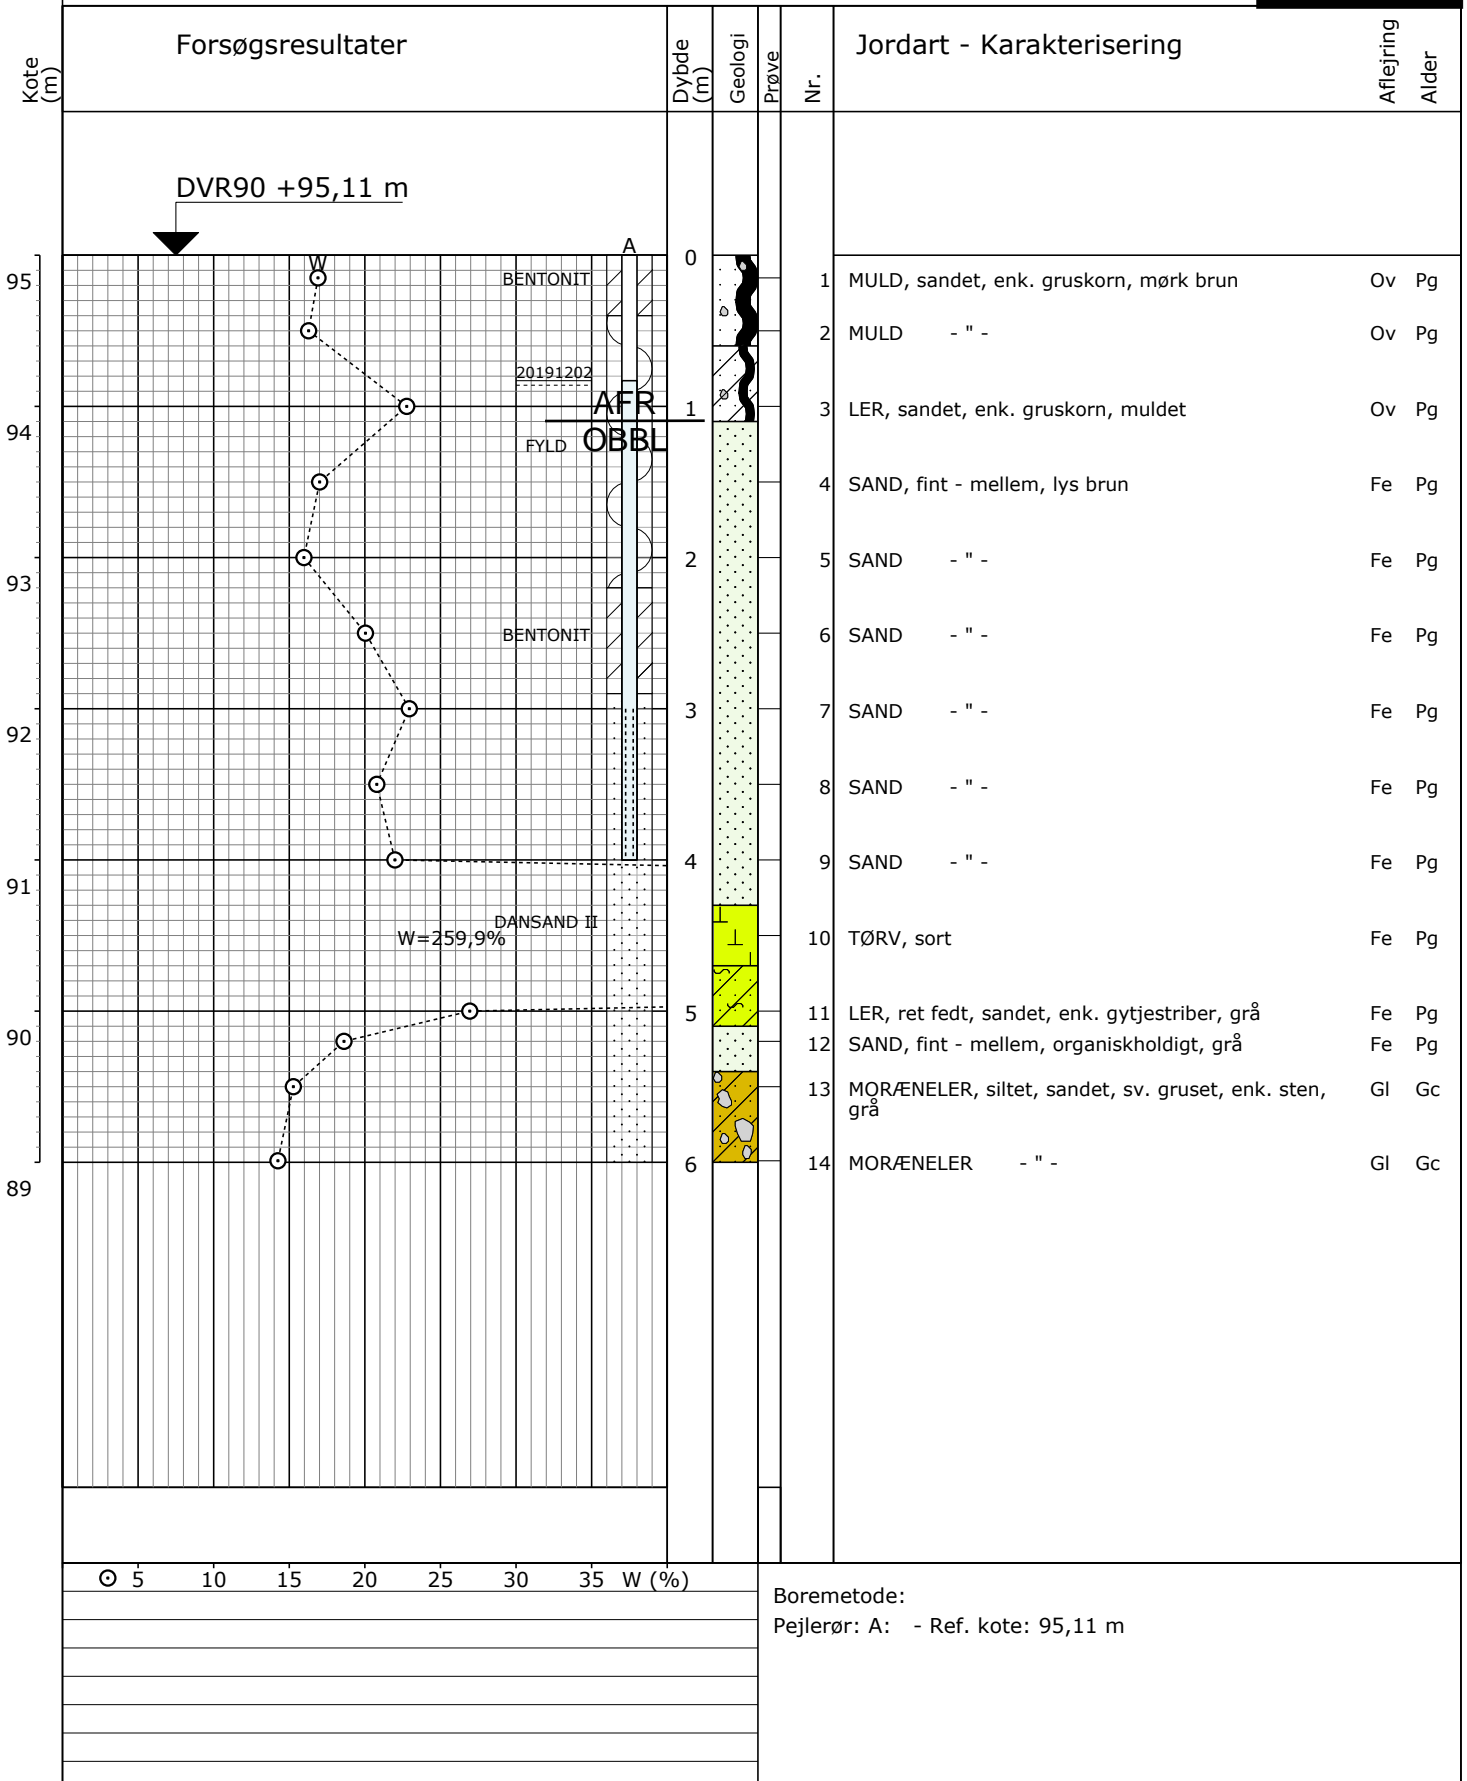 Kote (m)
Forsøgsresultater
Dybde (m)
Geologi
Prøve
Nr.
Jordart - Karakterisering
Aflejring
Alder
DVR90 +95,11 m
A
W
0
95
BENTONIT
1 MULD, sandet, enk. gruskorn, mørk brun Ov Pg
2 MULD - " - Ov Pg
20191202
AFR
1
3 LER, sandet, enk. gruskorn, muldet Ov Pg
94
FYLD
OBBL
4 SAND, fint - mellem, lys brun Fe Pg
2
5 SAND - " - Fe Pg
93
BENTONIT
6 SAND - " - Fe Pg
3
7 SAND - " - Fe Pg
92
8 SAND - " - Fe Pg
4
9 SAND - " - Fe Pg
91
DANSAND II
W=259,9%
10 TØRV, sort Fe Pg
5
11 LER, ret fedt, sandet, enk. gytjestriber, grå Fe Pg
90
12 SAND, fint - mellem, organiskholdigt, grå Fe Pg
13 MORÆNELER, siltet, sandet, sv. gruset, enk. sten, Gl Gc
grå
6
14 MORÆNELER - " - Gl Gc
89
5 10 15 20 25 30 35 W (%)
Boremetode:
Pejlerør: A: - Ref. kote: 95,11 m